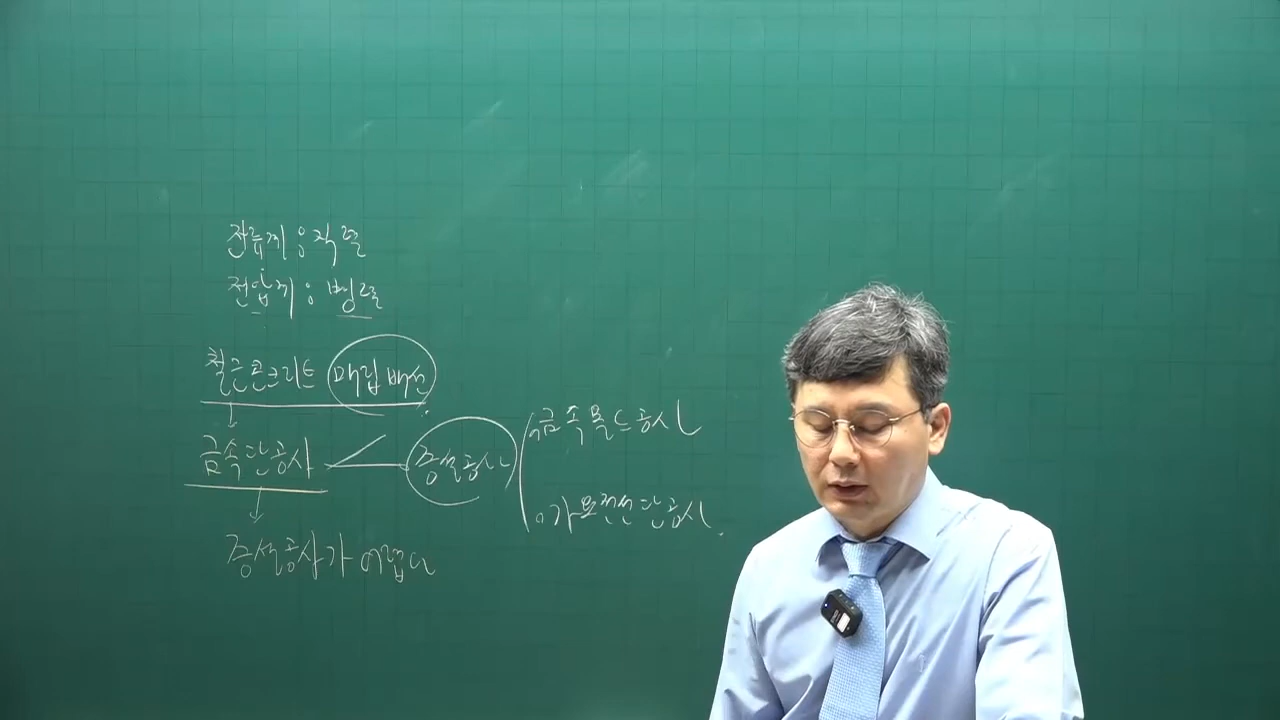 전류계 : 직렬
전압계 : 병렬
철근콘크리트 매립 배선
금속관공사
증설공사
금속몰드공사
가요전선관공사
증설공사가 어렵다